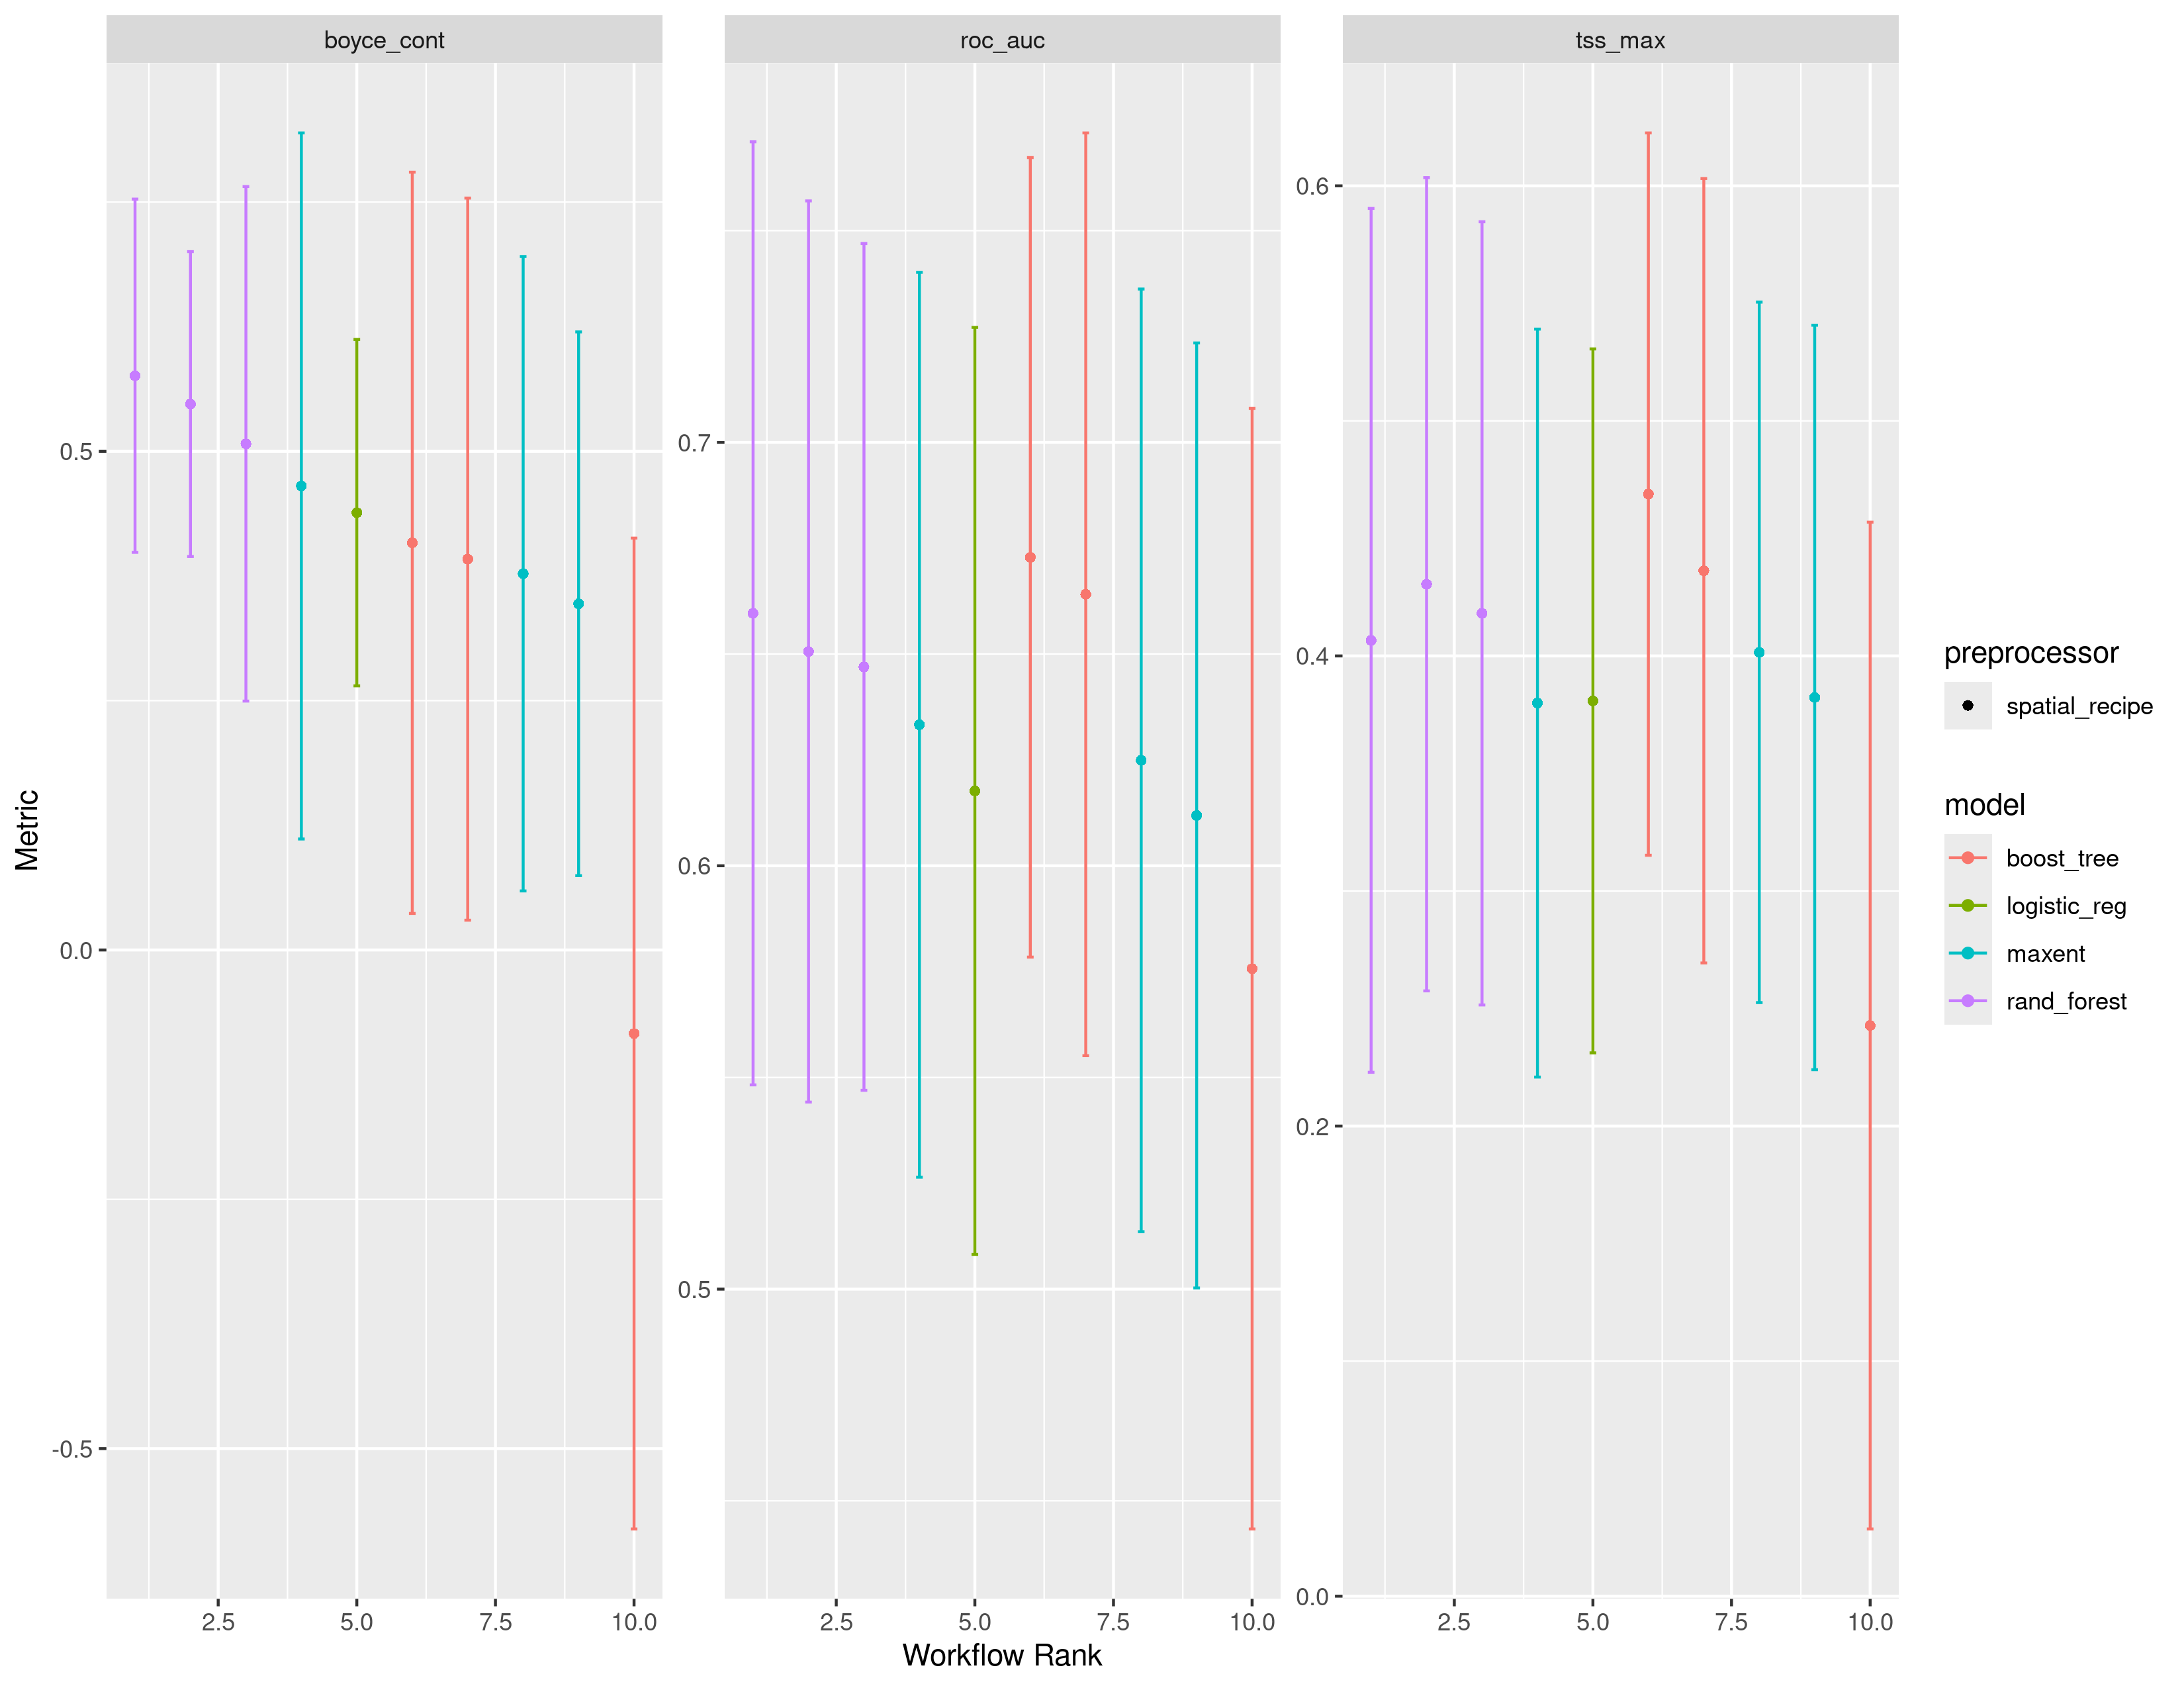 boyce_cont
roc_auc
tss_max
Metric
0.5
0.0
-0.5
0.7
0.6
0.5
0.6
0.4
0.2
0.0
2.5 5.0 7.5 10.0
2.5 5.0 7.5 10.0
2.5 5.0 7.5 10.0
Workflow Rank
preprocessor
spatial_recipe
model
boost_tree
logistic_reg
maxent
rand_forest